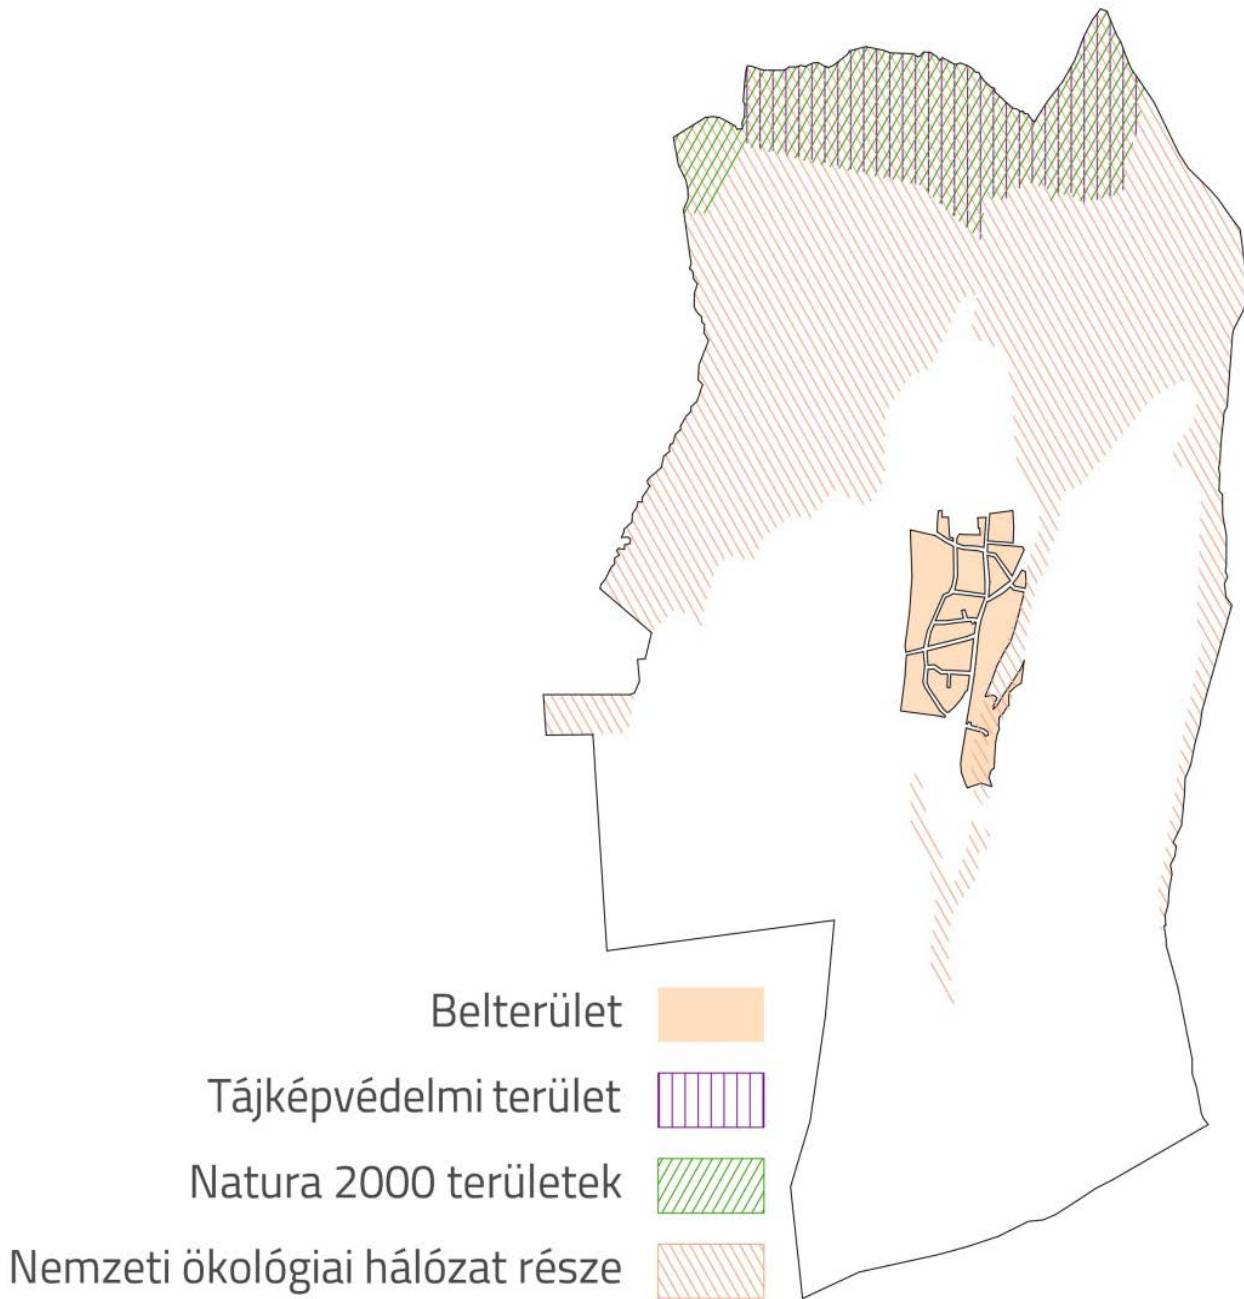 Belterület
Tájképvédelmi terület
Natura 2000 területek
Nemzeti ökológiai hálózat része